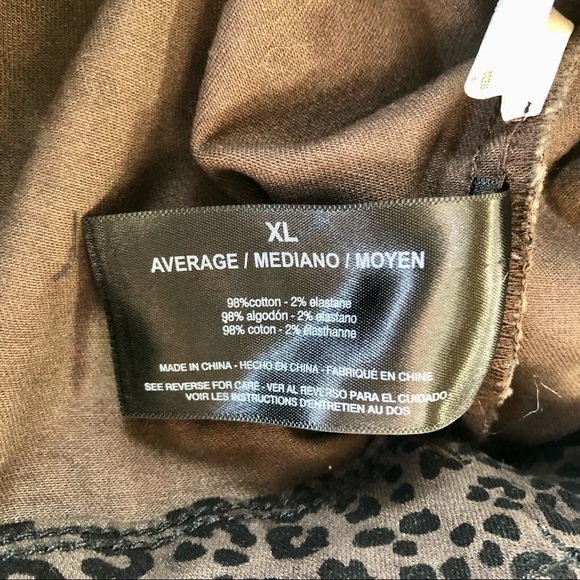 XL
AVERAGE / MEDIANO / MOYEN
98%cotton - 2% elastane
98% algodón - 2% elastano
98% coton - 2% élasthanne
MADE IN CHINA - HECHO EN CHINA - FABRIQUÉ EN CHINE
SEE REVERSE FOR CARE - VER AL REVERSO PARA EL CUIDADO -
VOIR LES INSTRUCTIONS D'ENTRETIEN AU DOS